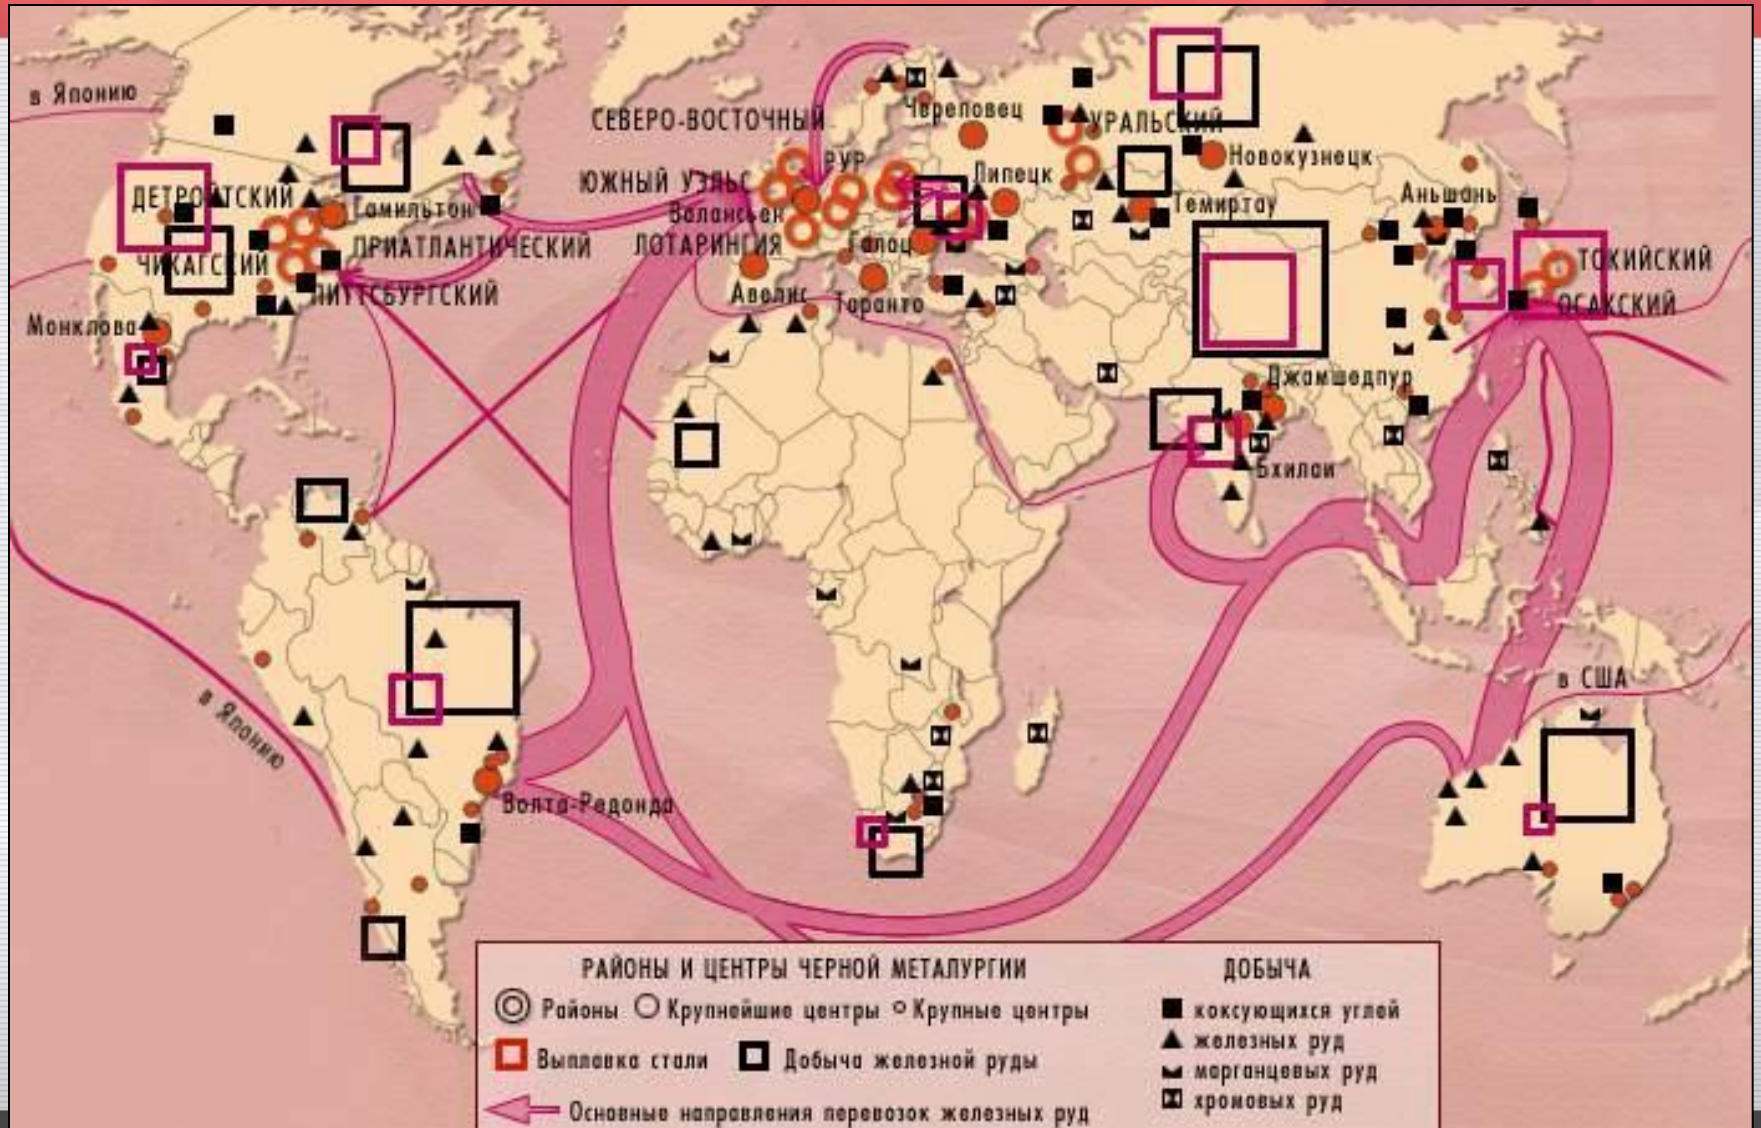 в Японию
СЕВЕРО-ВОСТОЧНЫЙ
Череповец
УРАЛЬСКИЙ
РУР
Новокузнецк
ЮЖНЫЙ УЭЛЬС
Липецк
ДЕТРОЙТСКИЙ
Гамильтон
Валансьен
Темиртау
Аньшань
ПРИАТЛАНТИЧЕСКИЙ
ЛОТАРИНГИЯ
Галац
ЧИКАГСКИЙ
ТОКИЙСКИЙ
ПИТТСБУРГСКИЙ
Авелис
Таранто
ОСАКСКИЙ
Монклова
Джамшедпур
Бхилаи
в США
в Японию
Волта-Редонда
РАЙОНЫ И ЦЕНТРЫ ЧЕРНОЙ МЕТАЛУРГИИ
Районы Крупнейшие центры Крупные центры
Выплавка стали Добыча железной руды
Основные направления перевозок железных руд
ДОБЫЧА
коксующихся углей
железных руд
марганцевых руд
хромовых руд